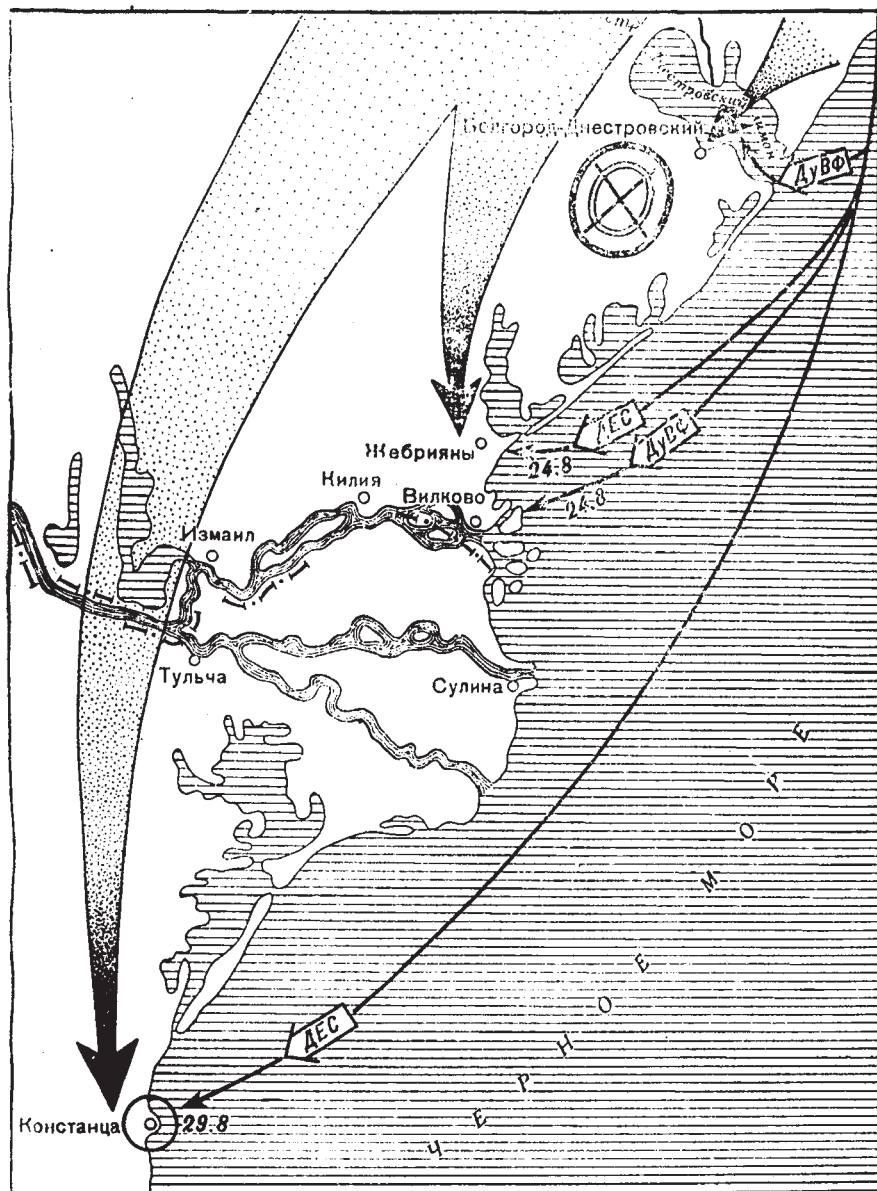 Днестровский лиман
Белгород-Днестровский
ДуВФ
ДЕС
ДуВФ
Жебрияны
24.8
Килия
Вилково
24.8
Измаил
Тульча
Сулина
ЧЕРНОЕ МОРЕ
ДЕС
Констанца
29.8